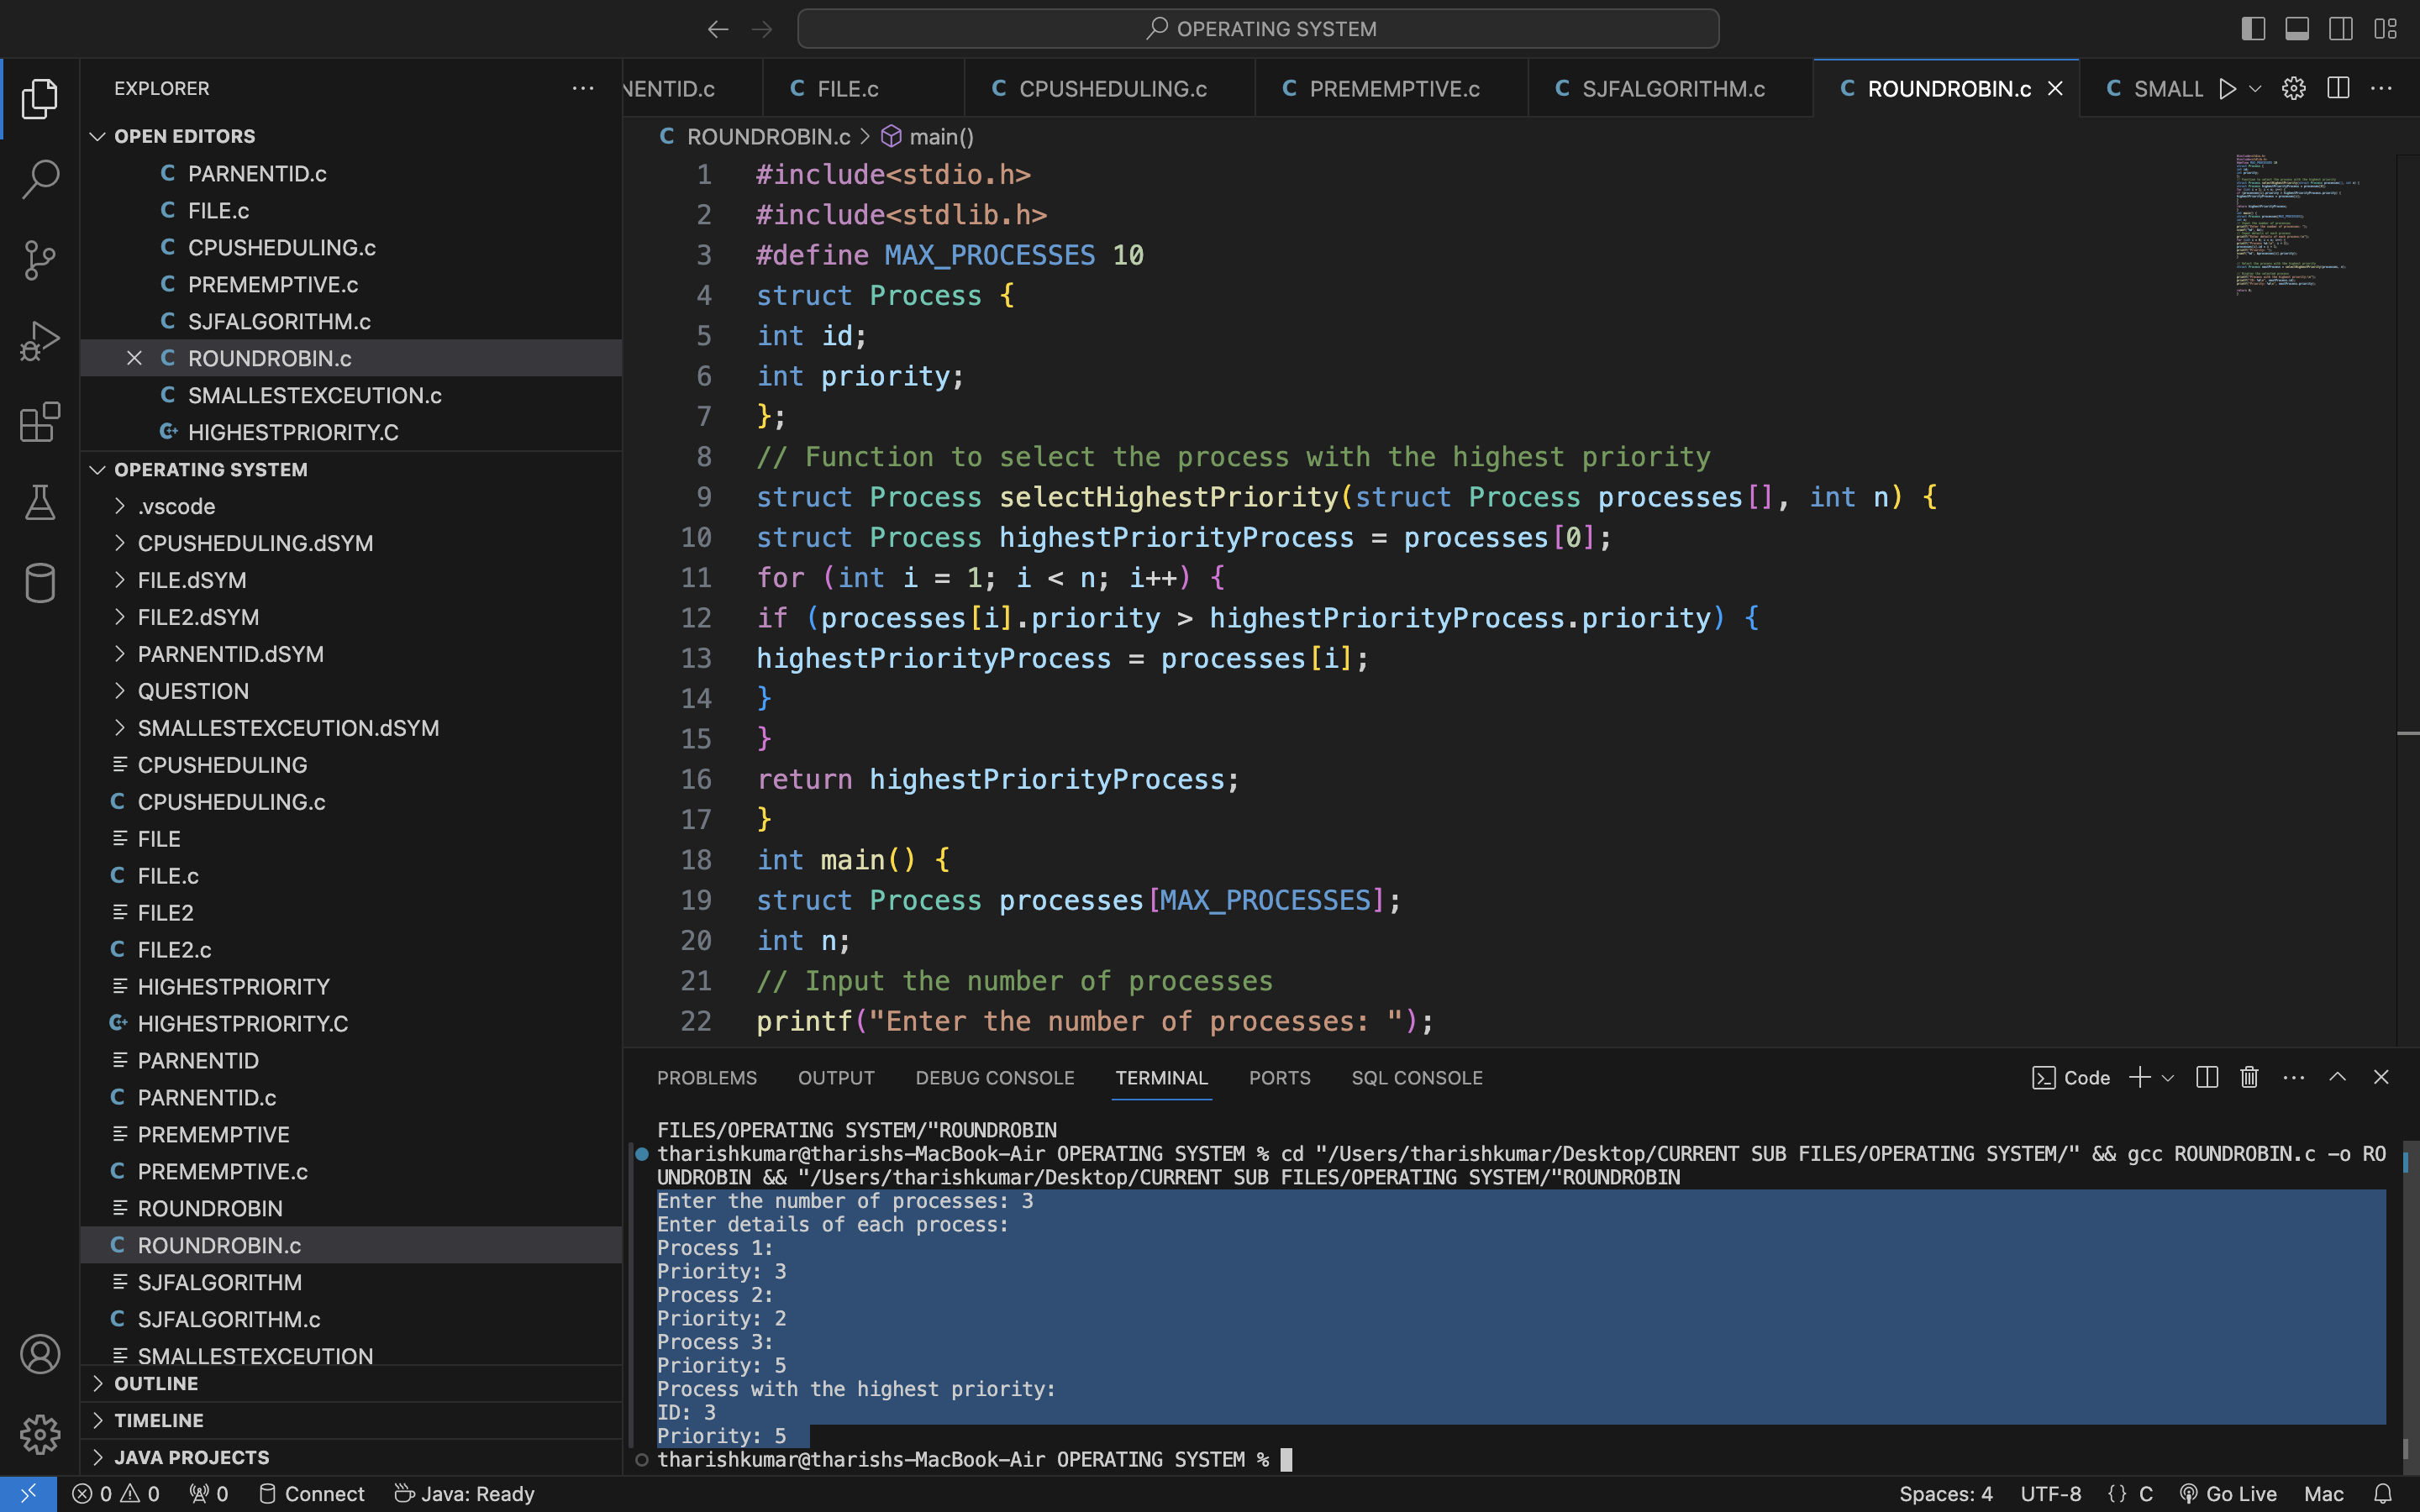 OPERATING SYSTEM
EXPLORER
OPEN EDITORS
PARNENTID.c
FILE.c
CPUSHEDULING.c
PREMEMPTIVE.c
SJFALGORITHM.c
ROUNDROBIN.c
SMALLESTEXCEUTION.c
HIGHESTPRIORITY.C
OPERATING SYSTEM
.vscode
CPUSHEDULING.dSYM
FILE.dSYM
FILE2.dSYM
PARNENTID.dSYM
QUESTION
SMALLESTEXCEUTION.dSYM
CPUSHEDULING
CPUSHEDULING.c
FILE
FILE.c
FILE2
FILE2.c
HIGHESTPRIORITY
HIGHESTPRIORITY.C
PARNENTID
PARNENTID.c
PREMEMPTIVE
PREMEMPTIVE.c
ROUNDROBIN
ROUNDROBIN.c
SJFALGORITHM
SJFALGORITHM.c
SMALLESTEXCEUTION
OUTLINE
TIMELINE
JAVA PROJECTS
NENTID.c FILE.c CPUSHEDULING.c PREMEMPTIVE.c SJFALGORITHM.c ROUNDROBIN.c SMALL
ROUNDROBIN.c > main()
1 #include<stdio.h>
2 #include<stdlib.h>
3 #define MAX_PROCESSES 10
4 struct Process {
5 int id;
6 int priority;
7 };
8 // Function to select the process with the highest priority
9 struct Process selectHighestPriority(struct Process processes[], int n) {
10 struct Process highestPriorityProcess = processes[0];
11 for (int i = 1; i < n; i++) {
12 if (processes[i].priority > highestPriorityProcess.priority) {
13 highestPriorityProcess = processes[i];
14 }
15 }
16 return highestPriorityProcess;
17 }
18 int main() {
19 struct Process processes[MAX_PROCESSES];
20 int n;
21 // Input the number of processes
22 printf("Enter the number of processes: ");
PROBLEMS OUTPUT DEBUG CONSOLE TERMINAL PORTS SQL CONSOLE Code
FILES/OPERATING SYSTEM/"ROUNDROBIN
tharishkumar@tharishs-MacBook-Air OPERATING SYSTEM % cd "/Users/tharishkumar/Desktop/CURRENT SUB FILES/OPERATING SYSTEM/" && gcc ROUNDROBIN.c -o RO
UNDROBIN && "/Users/tharishkumar/Desktop/CURRENT SUB FILES/OPERATING SYSTEM/"ROUNDROBIN
Enter the number of processes: 3
Enter details of each process:
Process 1:
Priority: 3
Process 2:
Priority: 2
Process 3:
Priority: 5
Process with the highest priority:
ID: 3
Priority: 5
tharishkumar@tharishs-MacBook-Air OPERATING SYSTEM %
0 0 0 Connect Java: Ready Spaces: 4 UTF-8 {} C Go Live Mac